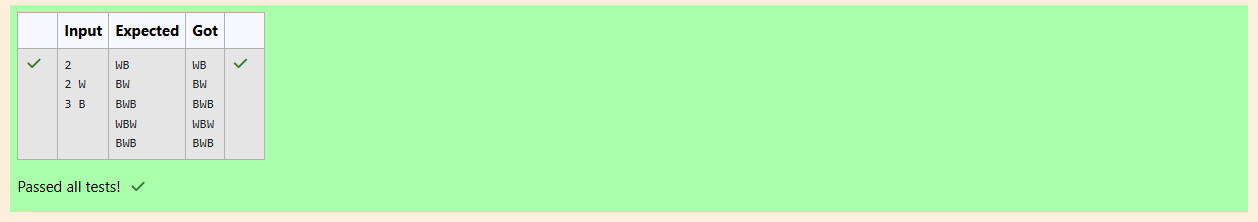 Input Expected Got
2 WB WB
2 W BW BW
3 B BWB BWB
WBW WBW
BWB BWB
Passed all tests!